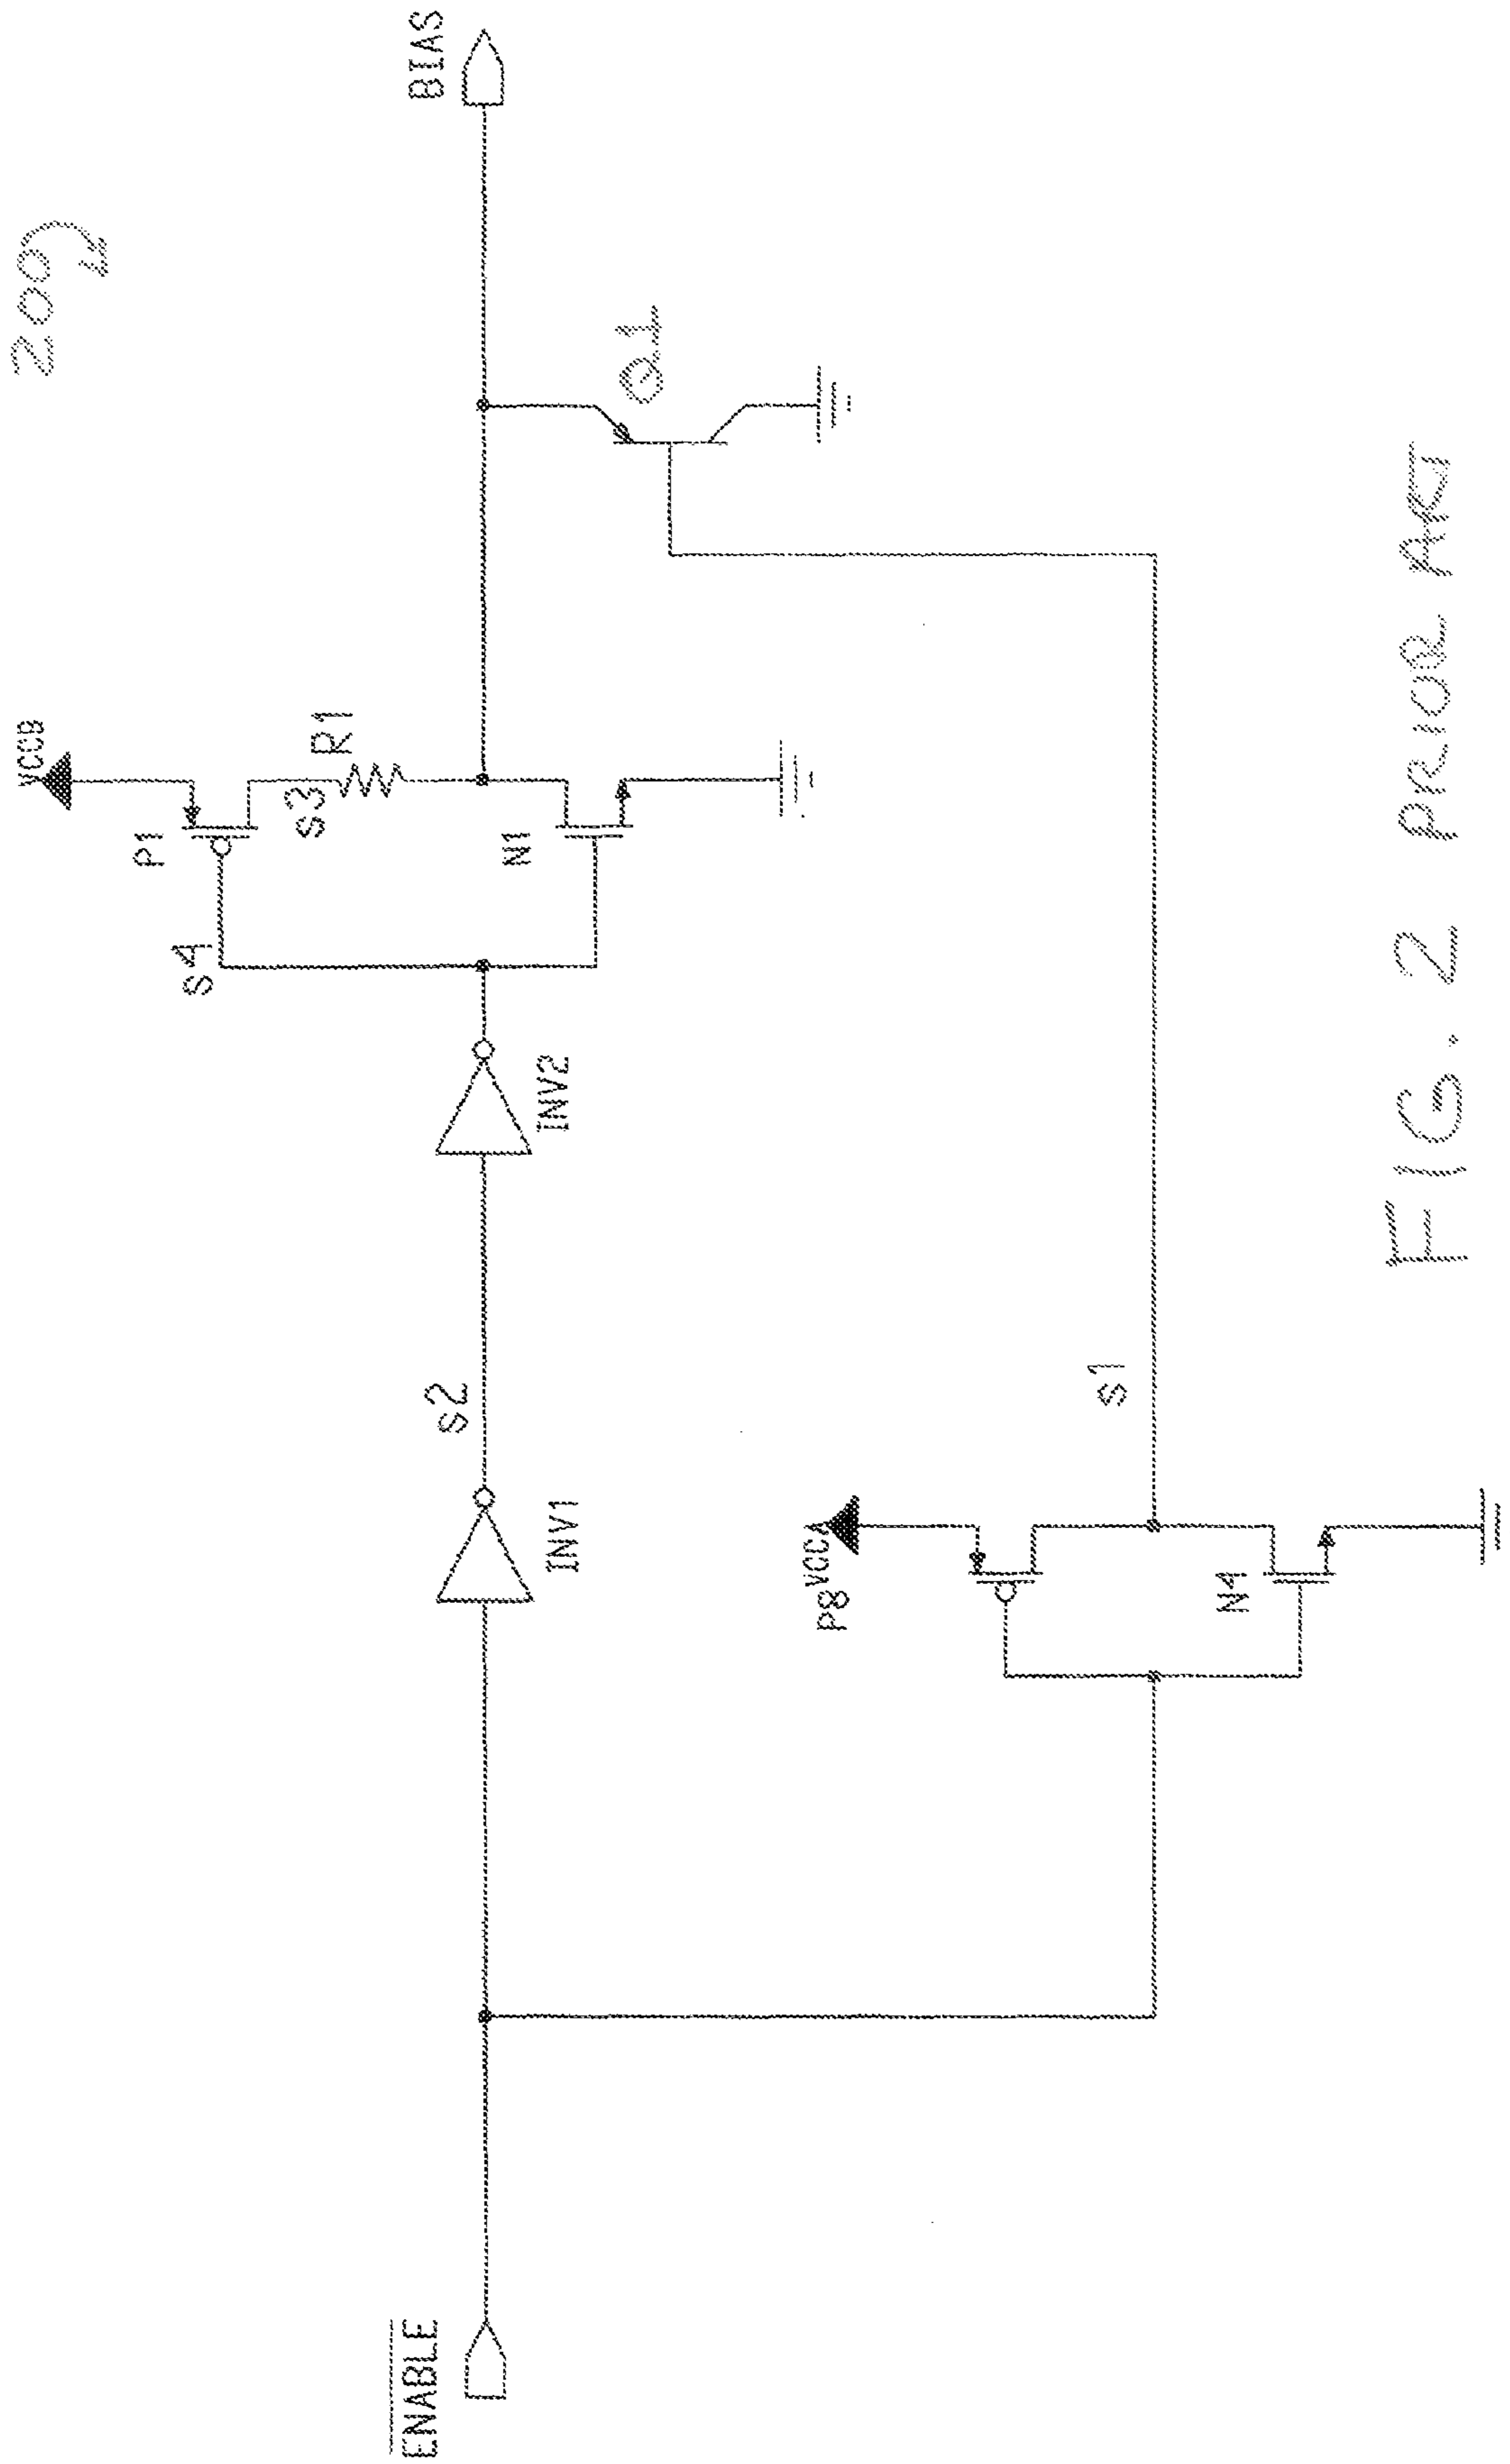 200
VCCB
P1
s3
R1
BIAS
s4
N1
Q1
s2
INV1
INV2
ENABLE
P8
VCCA
N4
s1
FIG. 2 PRIOR ART